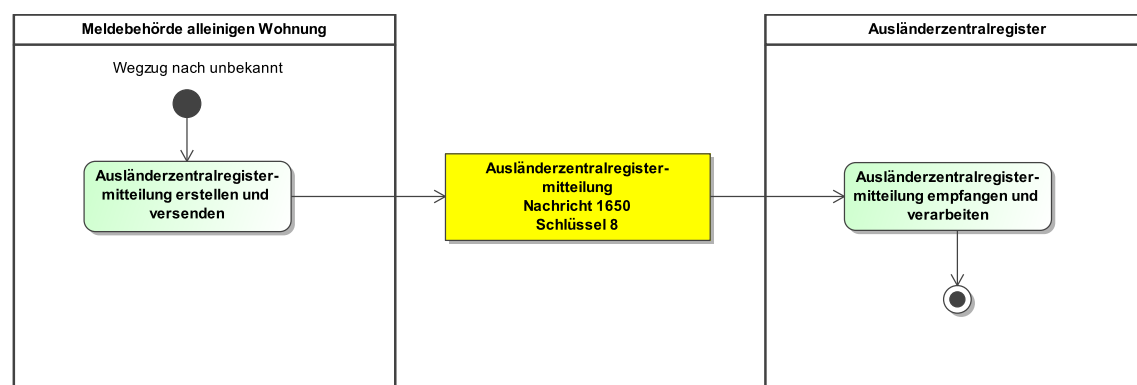 Meldebehörde alleinigen Wohnung
Ausländerzentralregister
Wegzug nach unbekannt
Ausländerzentralregister-
mitteilung erstellen und
versenden
Ausländerzentralregister-
mitteilung
Nachricht 1650
Schlüssel 8
Ausländerzentralregister-
mitteilung empfangen und
verarbeiten